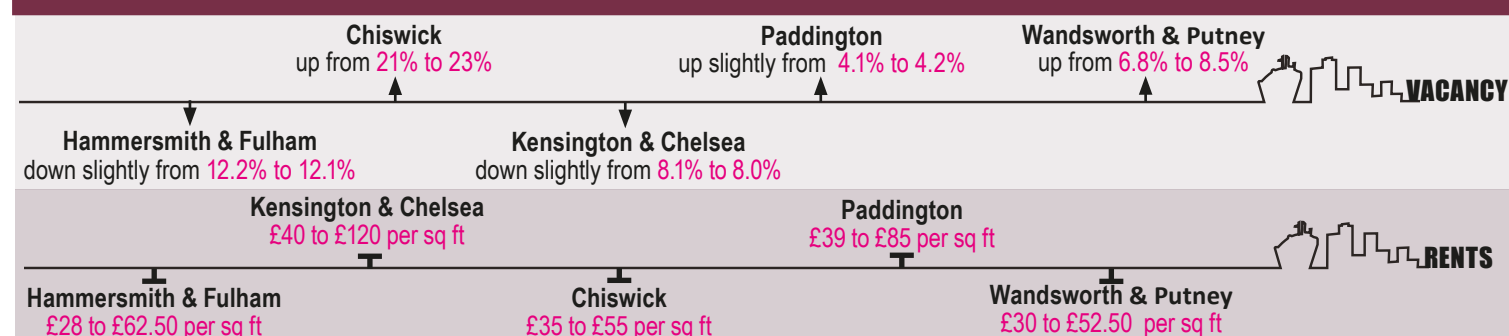 Chiswick
up from 21% to 23%
Paddington
up slightly from 4.1% to 4.2%
Wandsworth & Putney
up from 6.8% to 8.5%
VACANCY
Hammersmith & Fulham
down slightly from 12.2% to 12.1%
Kensington & Chelsea
down slightly from 8.1% to 8.0%
Kensington & Chelsea
£40 to £120 per sq ft
Paddington
£39 to £85 per sq ft
RENTS
Hammersmith & Fulham
£28 to £62.50 per sq ft
Chiswick
£35 to £55 per sq ft
Wandsworth & Putney
£30 to £52.50 per sq ft